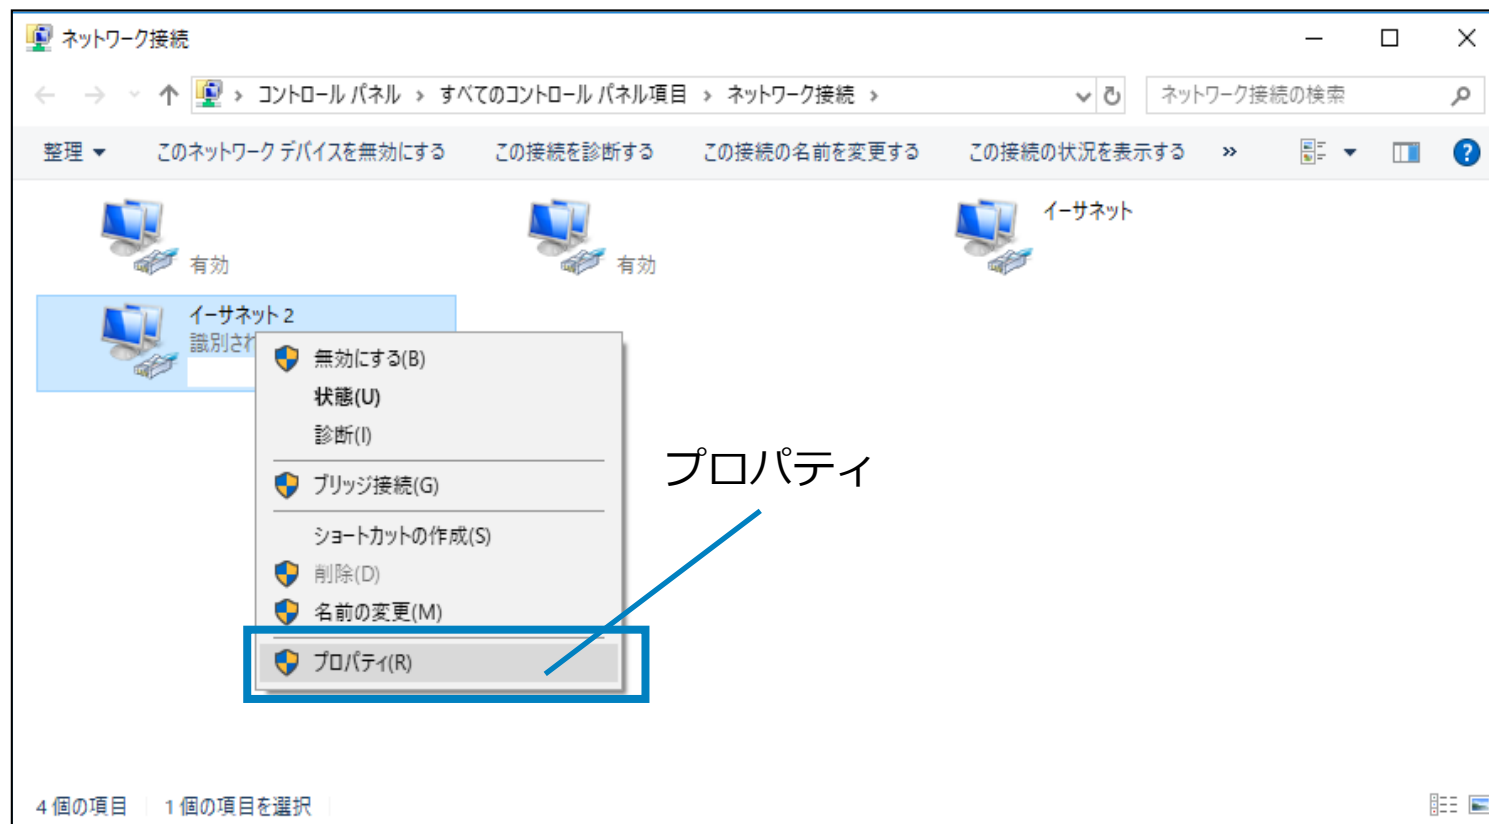 ネットワーク接続
コントロール パネル › すべてのコントロール パネル項目 › ネットワーク接続 ›
ネットワーク接続の検索
整理 このネットワーク デバイスを無効にする この接続を診断する この接続の名前を変更する この接続の状況を表示する »
イーサネット
有効 有効
イーサネット 2
識別され
無効にする(B)
状態(U)
診断(I)
ブリッジ接続(G)
ショートカットの作成(S)
削除(D)
名前の変更(M)
プロパティ(R)
プロパティ
4 個の項目 1 個の項目を選択